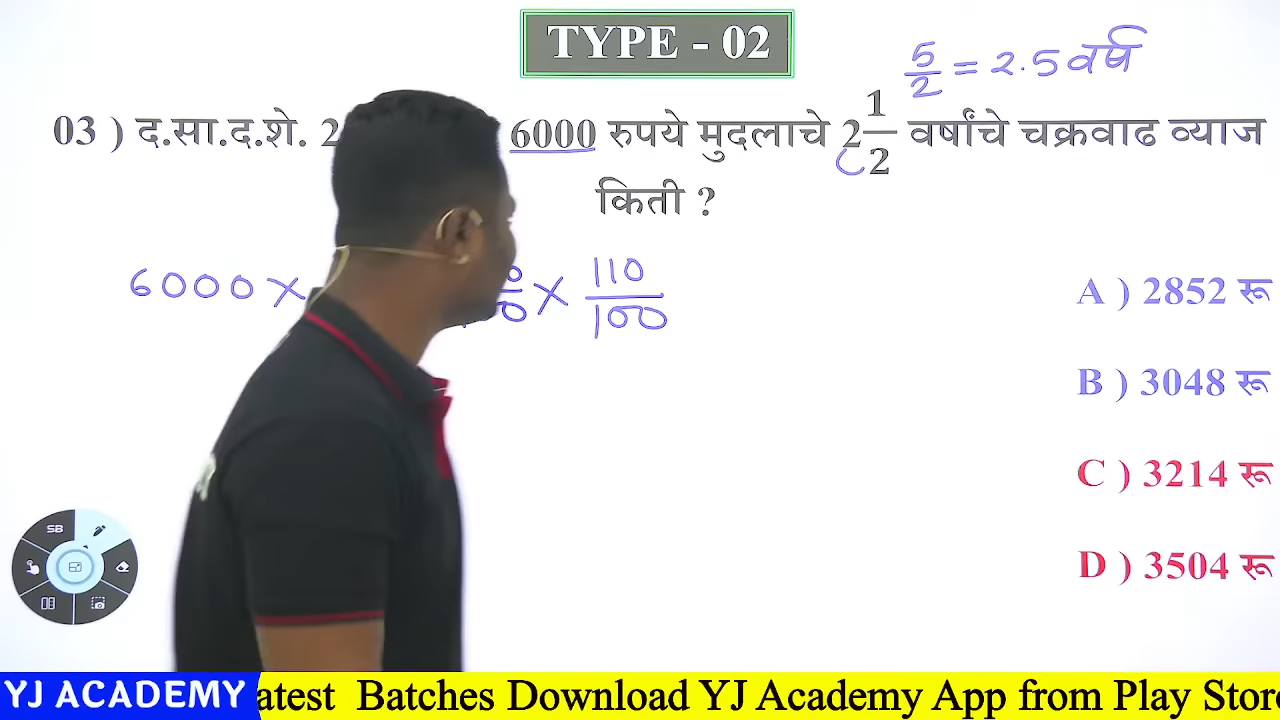 TYPE - 02
5/2 = 2.5 वर्ष
03 ) द.सा.द.शे. 2 6000 रुपये मुदलाचे 2 1/2 वर्षांचे चक्रवाढ व्याज
किती ?
6000 × × 110/100
A ) 2852 रू
B ) 3048 रू
C ) 3214 रू
D ) 3504 रू
SB
YJ ACADEMY atest Batches Download YJ Academy App from Play Store